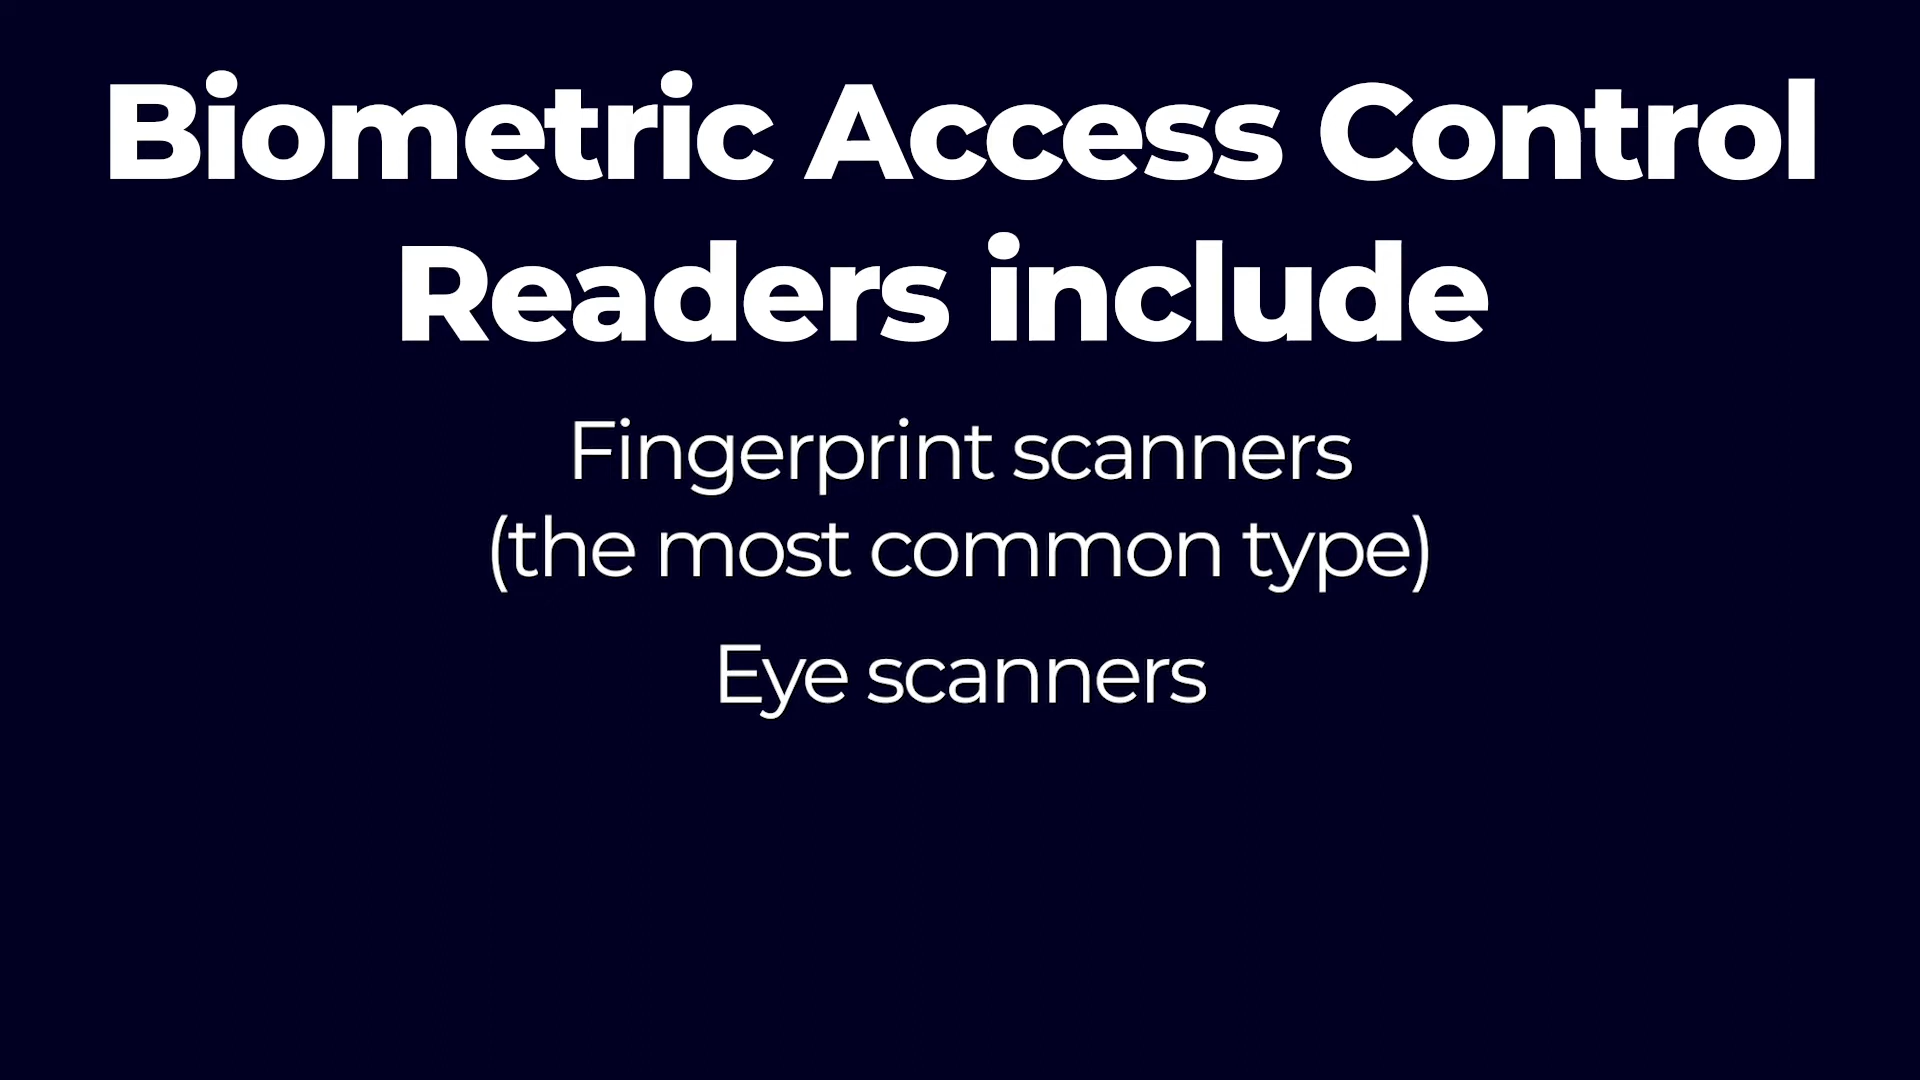 Biometric Access Control
Readers include
Fingerprint scanners
(the most common type)
Eye scanners